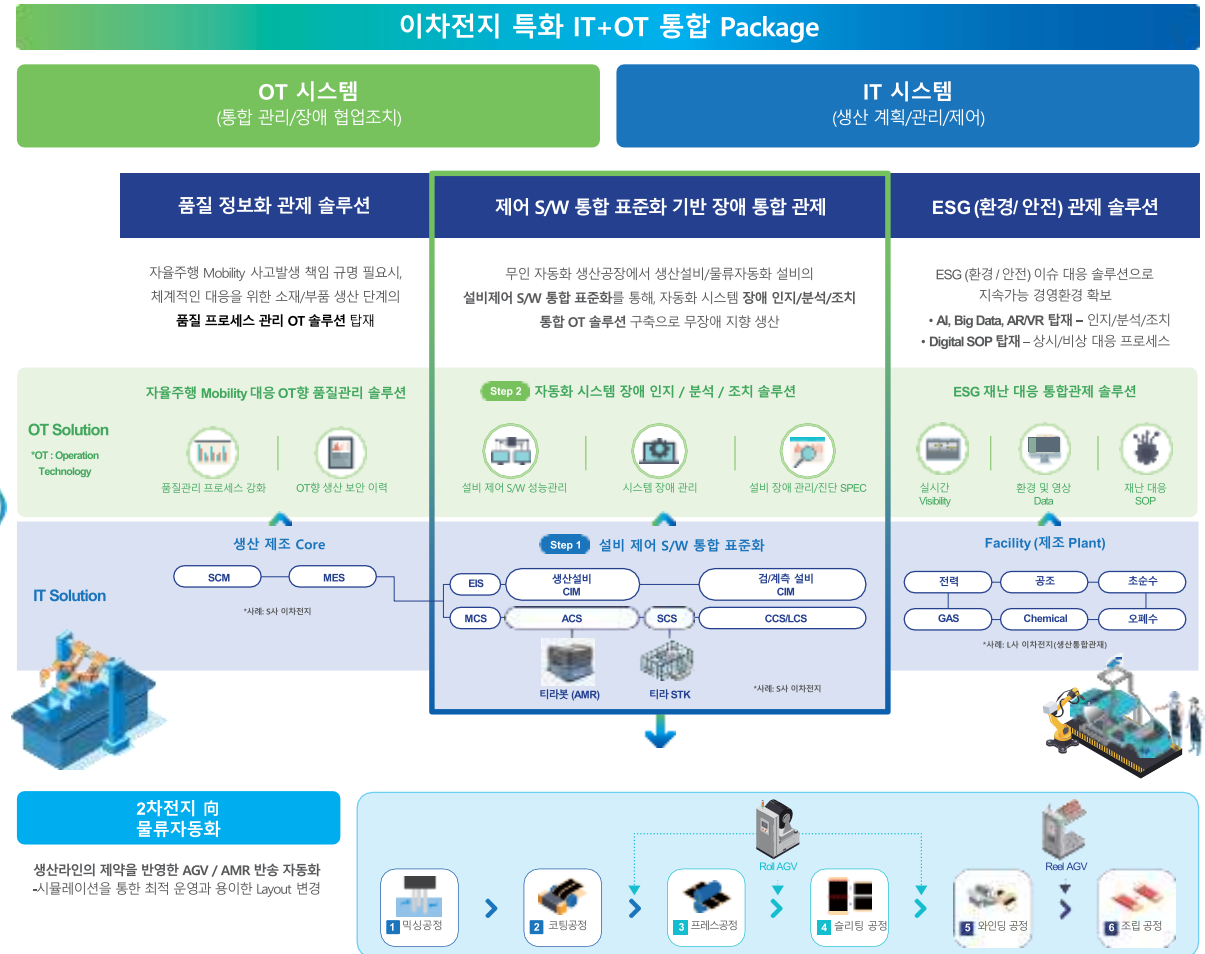 이차전지 특화 IT+OT 통합 Package
OT 시스템
(통합 관리/장애 협업조치)
IT 시스템
(생산 계획/관리/제어)
품질 정보화 관제 솔루션
자율주행 Mobility 사고발생 책임 규명 필요시,
체계적인 대응을 위한 소재/부품 생산 단계의
품질 프로세스 관리 OT 솔루션 탑재
제어 S/W 통합 표준화 기반 장애 통합 관제
무인 자동화 생산공장에서 생산설비/물류자동화 설비의
설비제어 S/W 통합 표준화를 통해, 자동화 시스템 장애 인지/분석/조치
통합 OT 솔루션 구축으로 무장애 지향 생산
ESG (환경/ 안전) 관제 솔루션
ESG (환경 / 안전) 이슈 대응 솔루션으로
지속가능 경영환경 확보
• AI, Big Data, AR/VR 탑재 – 인지/분석/조치
• Digital SOP 탑재 – 상시/비상 대응 프로세스
OT Solution
*OT : Operation
Technology
자율주행 Mobility 대응 OT향 품질관리 솔루션
품질관리 프로세스 강화
OT향 생산 보안 이력
Step 2 자동화 시스템 장애 인지 / 분석 / 조치 솔루션
설비 제어 S/W 성능관리
시스템 장애 관리
설비 장애 관리/진단 SPEC
ESG 재난 대응 통합관제 솔루션
실시간
Visibility
환경 및 영상
Data
재난 대응
SOP
IT Solution
생산 제조 Core
SCM
MES
*사례: S사 이차전지
Step 1 설비 제어 S/W 통합 표준화
EIS
생산설비
CIM
검/계측 설비
CIM
MCS
ACS
SCS
CCS/LCS
티라봇 (AMR)
티라 STK
*사례: S사 이차전지
Facility (제조 Plant)
전력
공조
초순수
GAS
Chemical
오폐수
*사례: L사 이차전지(생산통합관재)
2차전지 向
물류자동화
생산라인의 제약을 반영한 AGV / AMR 반송 자동화
-시뮬레이션을 통한 최적 운영과 용이한 Layout 변경
Roll AGV
Reel AGV
1 믹싱공정
2 코팅공정
3 프레스공정
4 슬리팅 공정
5 와인딩 공정
6 조립 공정